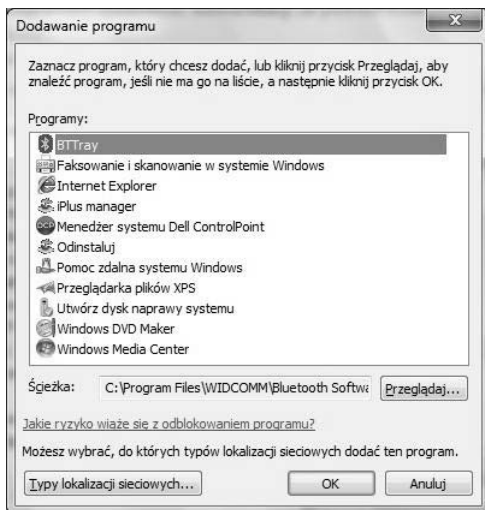 Dodawanie programu
Zaznacz program, który chcesz dodać, lub kliknij przycisk Przeglądaj, aby
znaleźć program, jeśli nie ma go na liście, a następnie kliknij przycisk OK.
Programy:
BTTray
Faksowanie i skanowanie w systemie Windows
Internet Explorer
iPlus manager
Menedżer systemu Dell ControlPoint
Odinstaluj
Pomoc zdalna systemu Windows
Przeglądarka plików XPS
Utwórz dysk naprawy systemu
Windows DVD Maker
Windows Media Center
Ścieżka: C:\Program Files\WIDCOMM\Bluetooth Softwa Przeglądaj...
Jakie ryzyko wiąże się z odblokowaniem programu?
Możesz wybrać, do których typów lokalizacji sieciowych dodać ten program.
Typy lokalizacji sieciowych... OK Anuluj